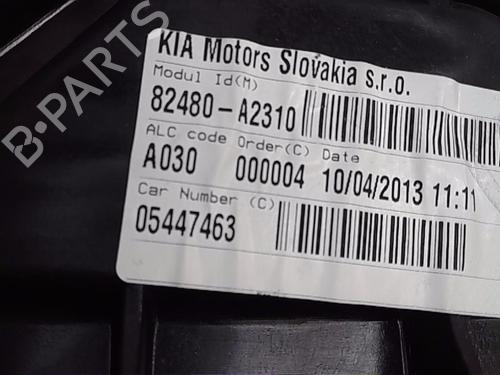 KIA Motors Slovakia s.r.o.
Modul Id(M)
82480-A2310
ALC code Order(C) Date
A030 000004 10/04/2013 11:11
Car Number (C)
05447463
B-PARTS